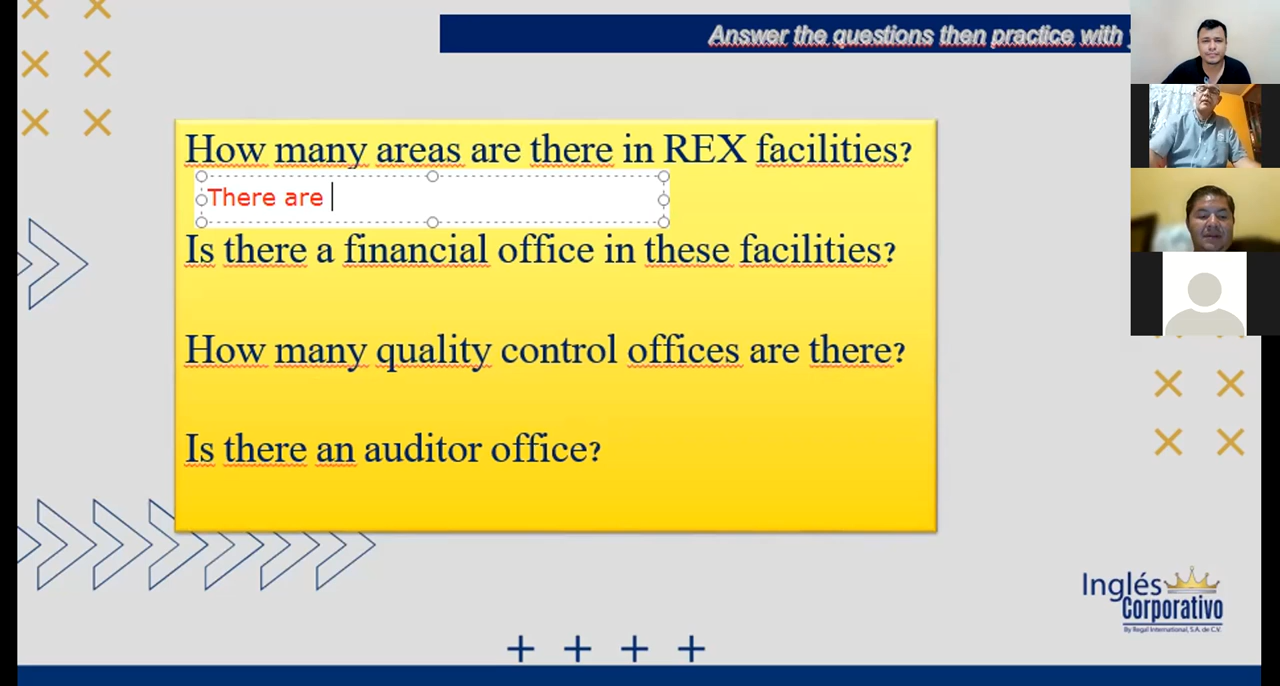 Answer the questions then practice with
How many areas are there in REX facilities?
There are
Is there a financial office in these facilities?
How many quality control offices are there?
Is there an auditor office?
Inglés
Corporativo
By Regal International, S.A. de C.V.